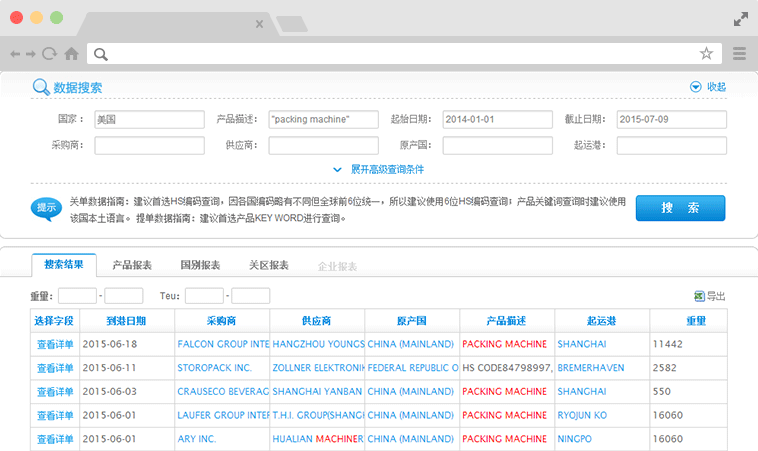 数据搜索 收起
国家： 美国 产品描述： "packing machine" 起始日期： 2014-01-01 截止日期： 2015-07-09
采购商： 供应商： 原产国： 起运港：
展开高级查询条件
提示 关单数据指南：建议首选HS编码查询，因各国编码略有不同但全球前6位统一，所以建议使用6位HS编码查询；产品关键词查询时建议使用
该国本土语言。 提单数据指南：建议首选产品KEY WORD进行查询。
搜 索
搜索结果 产品报表 国别报表 关区报表 企业报表
重里： - Teu： - 导出
选择字段 到港日期 采购商 供应商 原产国 产品描述 起运港 重里
查看详单 2015-06-18 FALCON GROUP INTE HANGZHOU YOUNGS CHINA (MAINLAND) PACKING MACHINE SHANGHAI 11442
查看详单 2015-06-11 STOROPACK INC. ZOLLNER ELEKTRONIK FEDERAL REPUBLIC O HS CODE84798997, BREMERHAVEN 2582
查看详单 2015-06-03 CRAUSECO BEVERAG SHANGHAI YANBAN CHINA (MAINLAND) PACKING MACHINE SHANGHAI 550
查看详单 2015-06-01 LAUFER GROUP INTER T.H.I. GROUP(SHANGI CHINA (MAINLAND) PACKING MACHINE RYOJUN KO 16060
查看详单 2015-06-01 ARY INC. HUALIAN MACHINER CHINA (MAINLAND) PACKING MACHINE NINGPO 16060